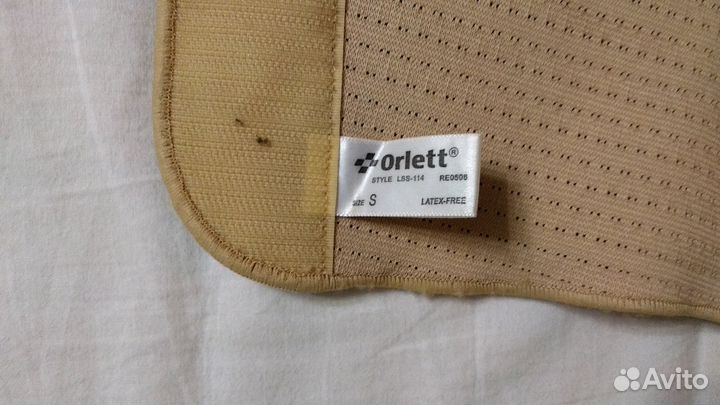 Orlett®
STYLE LSS-114 RE0506
SIZE S LATEX-FREE
Avito